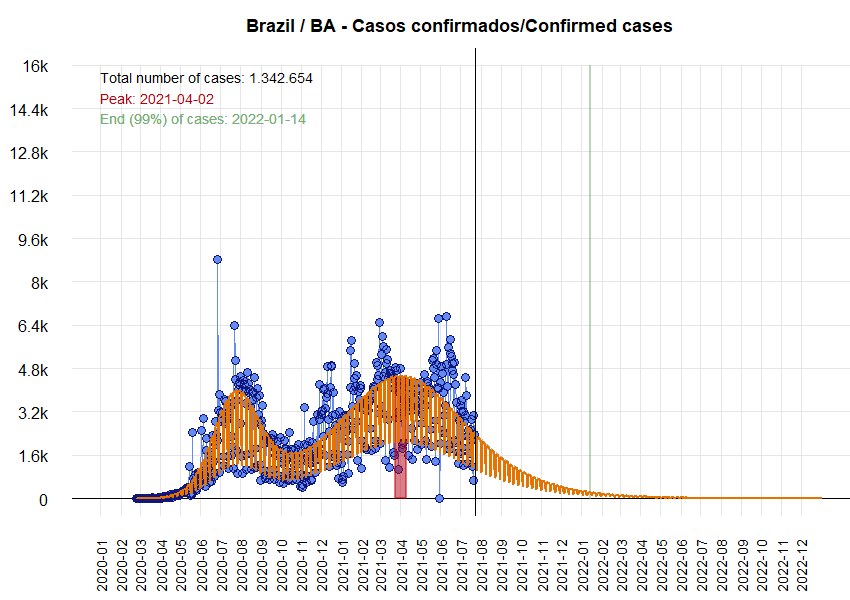 Brazil / BA - Casos confirmados/Confirmed cases
16k
Total number of cases: 1.342.654
Peak: 2021-04-02
14.4k
End (99%) of cases: 2022-01-14
12.8k
11.2k
9.6k
8k
6.4k
4.8k
3.2k
1.6k
0
2020-01
2020-02
2020-03
2020-04
2020-05
2020-06
2020-07
2020-08
2020-09
2020-10
2020-11
2020-12
2021-01
2021-02
2021-03
2021-04
2021-05
2021-06
2021-07
2021-08
2021-09
2021-10
2021-11
2021-12
2022-01
2022-02
2022-03
2022-04
2022-05
2022-06
2022-07
2022-08
2022-09
2022-10
2022-11
2022-12